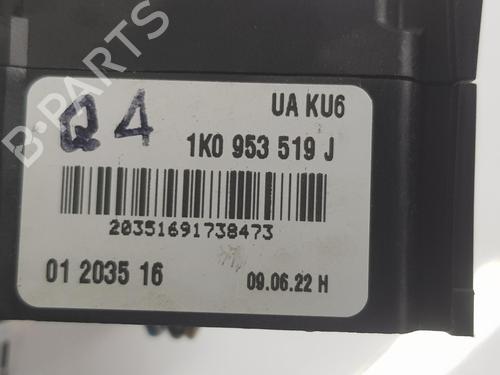 B-PARTS
Q4
UA KU6
1K0 953 519 J
20351691738473
01 2035 16
09.06.22 H